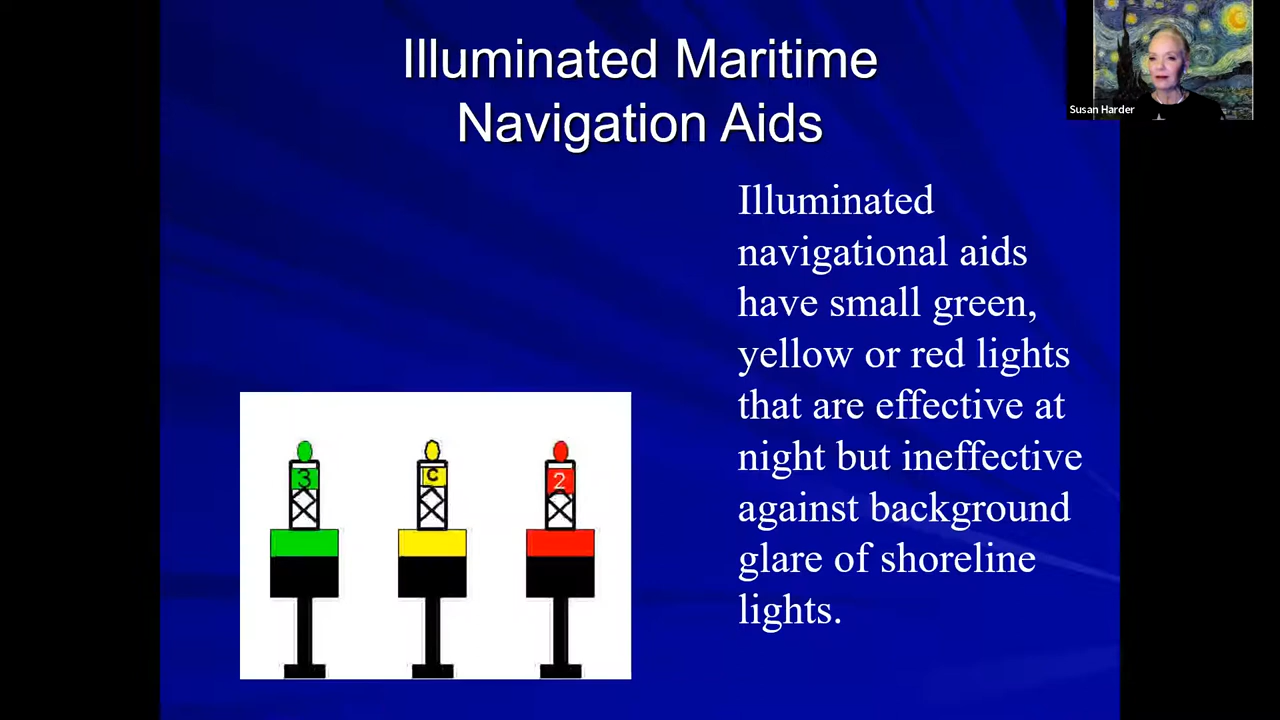 Illuminated Maritime
Navigation Aids
Susan Harder
Illuminated
navigational aids
have small green,
yellow or red lights
that are effective at
night but ineffective
against background
glare of shoreline
lights.
3
C
2